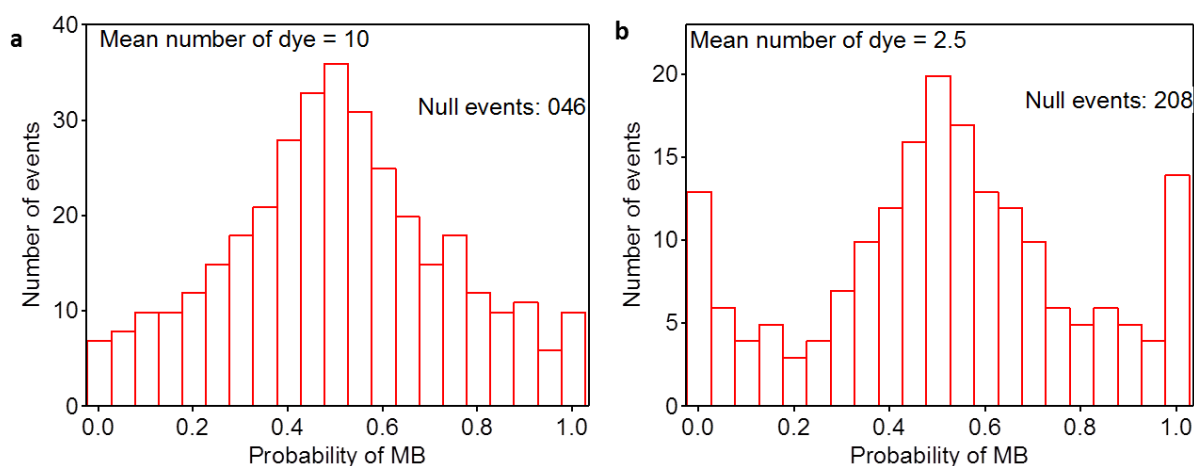 a
Mean number of dye = 10
Null events: 046
40
30
20
10
0
Number of events
0.0 0.2 0.4 0.6 0.8 1.0
Probability of MB
b
Mean number of dye = 2.5
Null events: 208
20
15
10
5
0
Number of events
0.0 0.2 0.4 0.6 0.8 1.0
Probability of MB